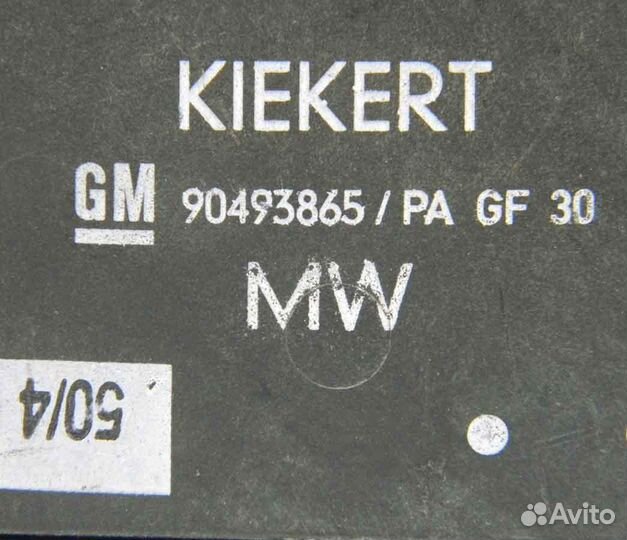 KIEKERT
GM 90493865 / PA GF 30
MW
50/4
Avito